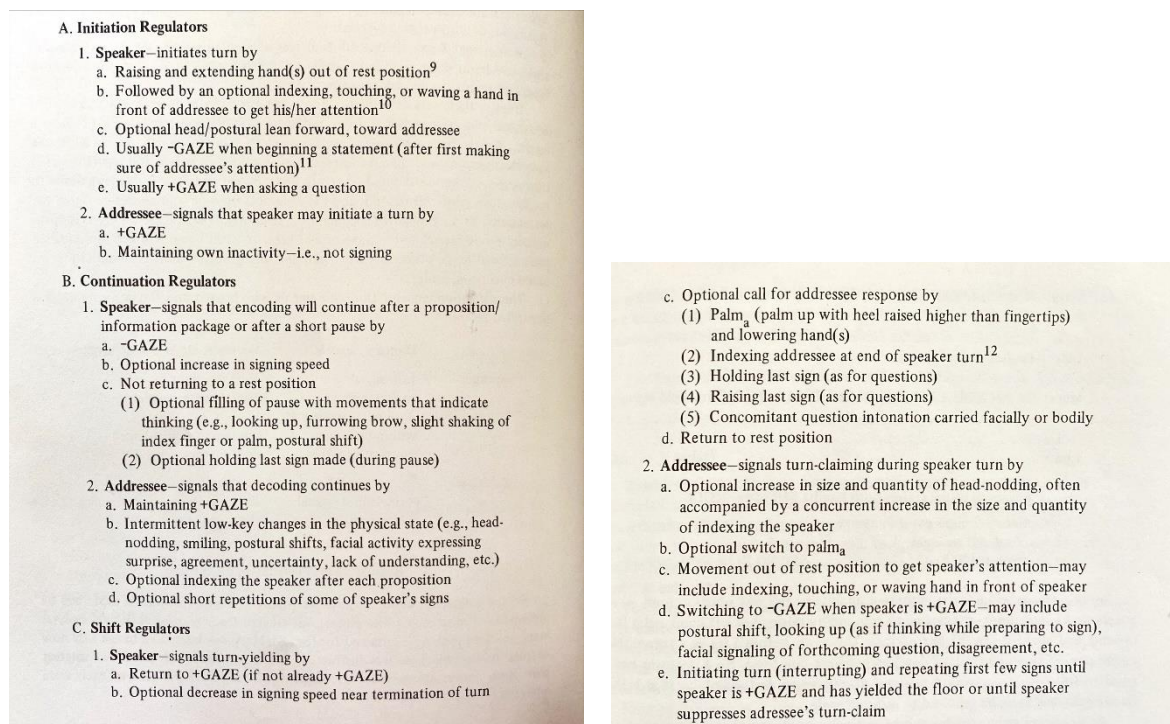 A. Initiation Regulators
1. Speaker—initiates turn by
a. Raising and extending hand(s) out of rest position⁹
b. Followed by an optional indexing, touching, or waving a hand in
front of addressee to get his/her attention¹⁰
c. Optional head/postural lean forward, toward addressee
d. Usually -GAZE when beginning a statement (after first making
sure of addressee's attention)¹¹
e. Usually +GAZE when asking a question
2. Addressee—signals that speaker may initiate a turn by
a. +GAZE
b. Maintaining own inactivity—i.e., not signing
B. Continuation Regulators
1. Speaker—signals that encoding will continue after a proposition/
information package or after a short pause by
a. -GAZE
b. Optional increase in signing speed
c. Not returning to a rest position
(1) Optional filling of pause with movements that indicate
thinking (e.g., looking up, furrowing brow, slight shaking of
index finger or palm, postural shift)
(2) Optional holding last sign made (during pause)
2. Addressee—signals that decoding continues by
a. Maintaining +GAZE
b. Intermittent low-key changes in the physical state (e.g., head-
nodding, smiling, postural shifts, facial activity expressing
surprise, agreement, uncertainty, lack of understanding, etc.)
c. Optional indexing the speaker after each proposition
d. Optional short repetitions of some of speaker's signs
C. Shift Regulators
1. Speaker—signals turn-yielding by
a. Return to +GAZE (if not already +GAZE)
b. Optional decrease in signing speed near termination of turn
c. Optional call for addressee response by
(1) Palmₐ (palm up with heel raised higher than fingertips)
and lowering hand(s)
(2) Indexing addressee at end of speaker turn¹²
(3) Holding last sign (as for questions)
(4) Raising last sign (as for questions)
(5) Concomitant question intonation carried facially or bodily
d. Return to rest position
2. Addressee—signals turn-claiming during speaker turn by
a. Optional increase in size and quantity of head-nodding, often
accompanied by a concurrent increase in the size and quantity
of indexing the speaker
b. Optional switch to palmₐ
c. Movement out of rest position to get speaker's attention—may
include indexing, touching, or waving hand in front of speaker
d. Switching to -GAZE when speaker is +GAZE—may include
postural shift, looking up (as if thinking while preparing to sign),
facial signaling of forthcoming question, disagreement, etc.
e. Initiating turn (interrupting) and repeating first few signs until
speaker is +GAZE and has yielded the floor or until speaker
suppresses adressee's turn-claim